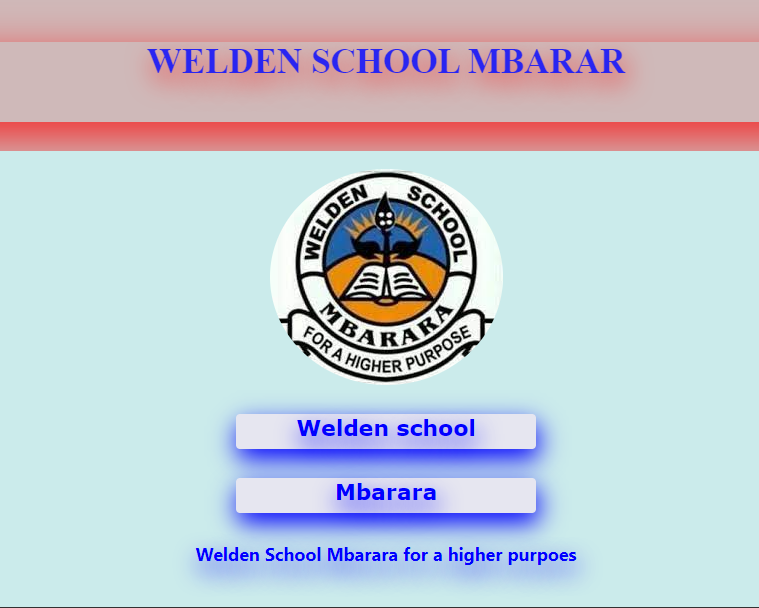 WELDEN SCHOOL MBARAR
WELDEN SCHOOL
MBARARA
FOR A HIGHER PURPOSE
Welden school
Mbarara
Welden School Mbarara for a higher purpoes